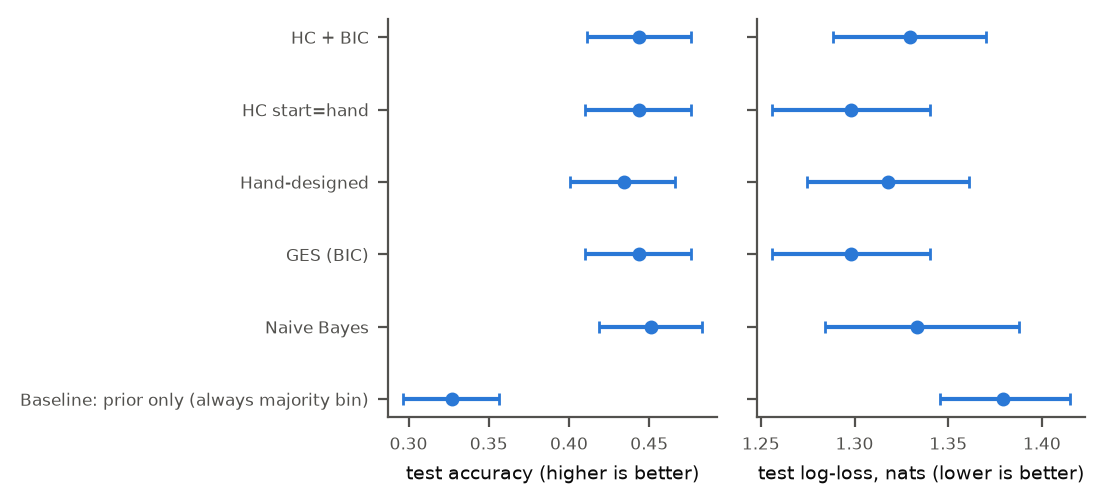 HC + BIC
HC start=hand
Hand-designed
GES (BIC)
Naive Bayes
Baseline: prior only (always majority bin)
0.30 0.35 0.40 0.45
test accuracy (higher is better)
1.25 1.30 1.35 1.40
test log-loss, nats (lower is better)